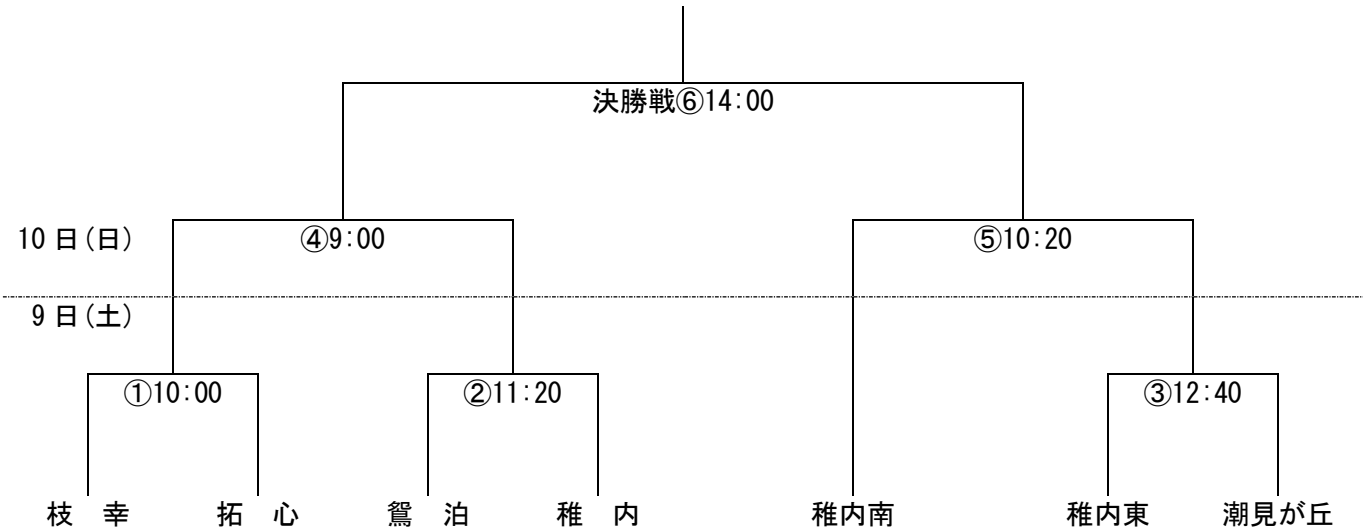 決勝戦⑥14:00
10日(日)
④9:00
⑤10:20
9日(土)
①10:00
②11:20
③12:40
枝　幸
拓　心
鴛　泊
稚　内
稚内南
稚内東
潮見が丘